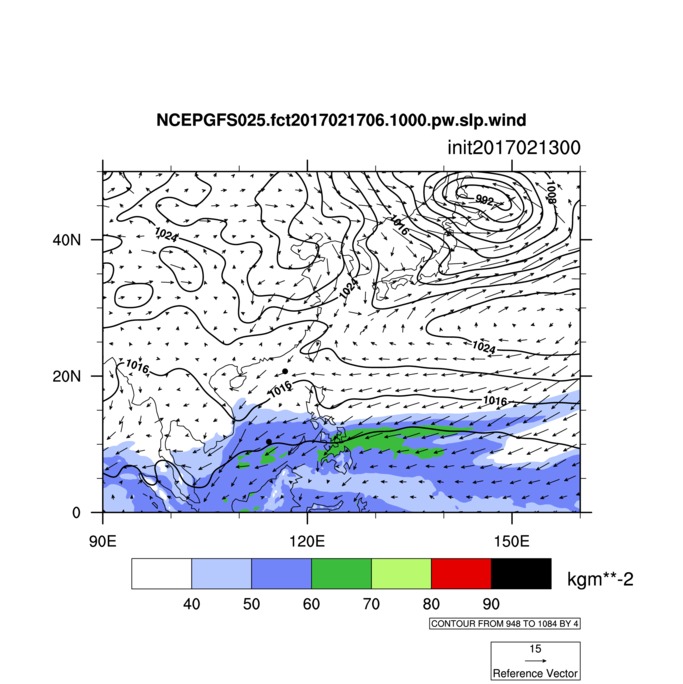 NCEPGFS025.fct2017021706.1000.pw.slp.wind
init2017021300
992
1008
1016
1024
40N
1024
1024
1016
20N
1016
1016
0
90E 120E 150E
kgm**-2
40 50 60 70 80 90
CONTOUR FROM 948 TO 1084 BY 4
15
Reference Vector